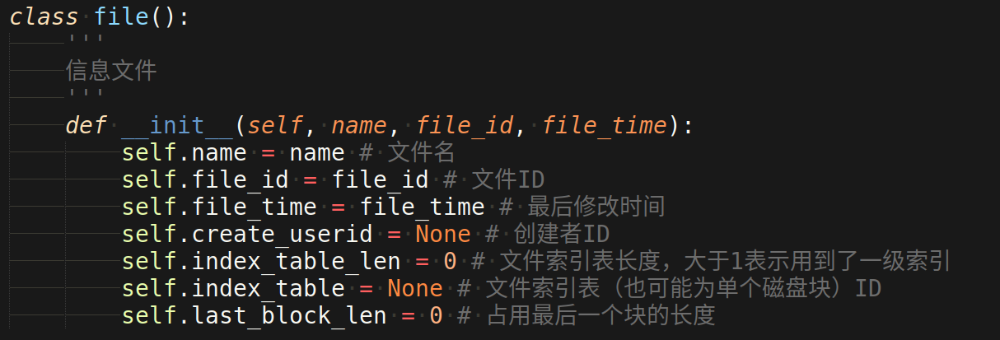 class file():
'''
信息文件
'''
def __init__(self, name, file_id, file_time):
self.name = name # 文件名
self.file_id = file_id # 文件ID
self.file_time = file_time # 最后修改时间
self.create_userid = None # 创建者ID
self.index_table_len = 0 # 文件索引表长度，大于1表示用到了一级索引
self.index_table = None # 文件索引表（也可能为单个磁盘块）ID
self.last_block_len = 0 # 占用最后一个块的长度